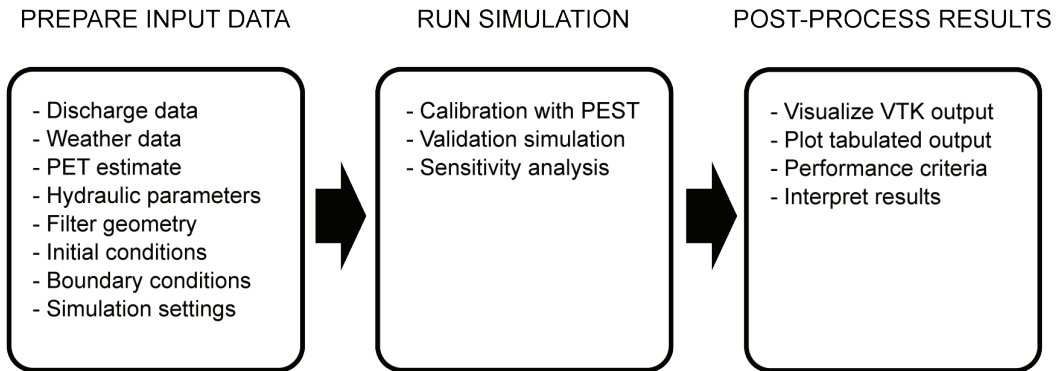 PREPARE INPUT DATA
- Discharge data
- Weather data
- PET estimate
- Hydraulic parameters
- Filter geometry
- Initial conditions
- Boundary conditions
- Simulation settings
RUN SIMULATION
- Calibration with PEST
- Validation simulation
- Sensitivity analysis
POST-PROCESS RESULTS
- Visualize VTK output
- Plot tabulated output
- Performance criteria
- Interpret results